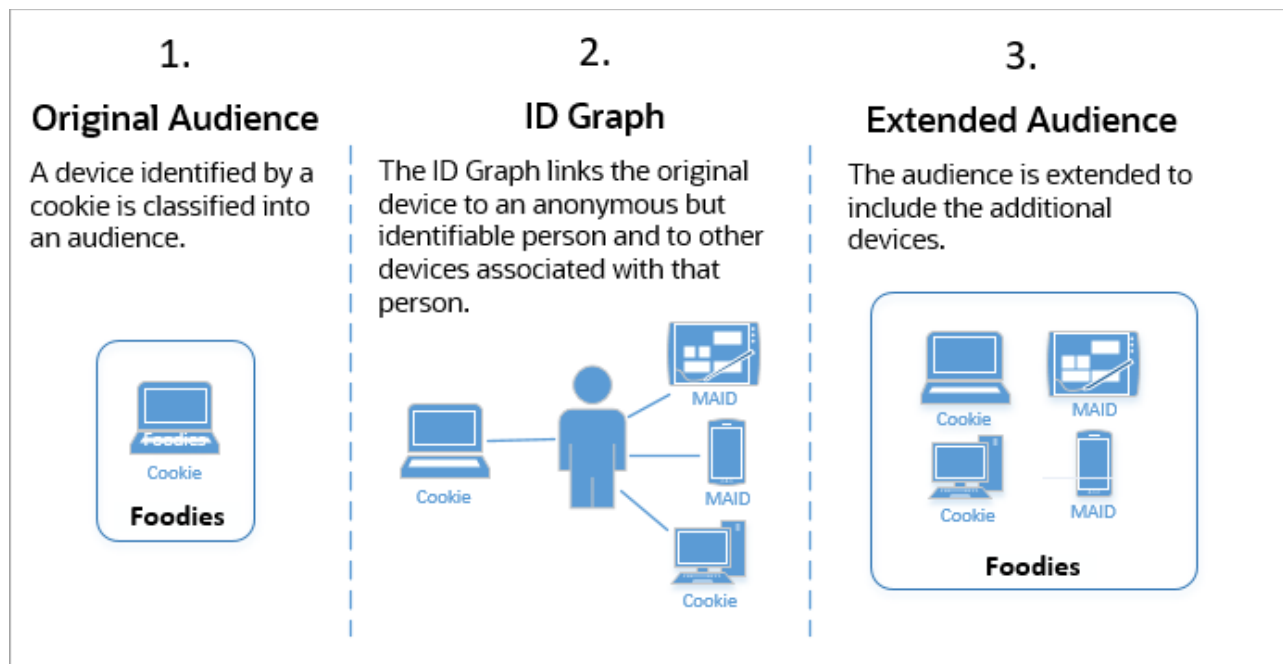 1.
Original Audience
A device identified by a
cookie is classified into
an audience.
Foodies
Cookie
Foodies
2.
ID Graph
The ID Graph links the original
device to an anonymous but
identifiable person and to other
devices associated with that
person.
MAID
Cookie
MAID
Cookie
3.
Extended Audience
The audience is extended to
include the additional
devices.
Cookie
MAID
Cookie
MAID
Foodies